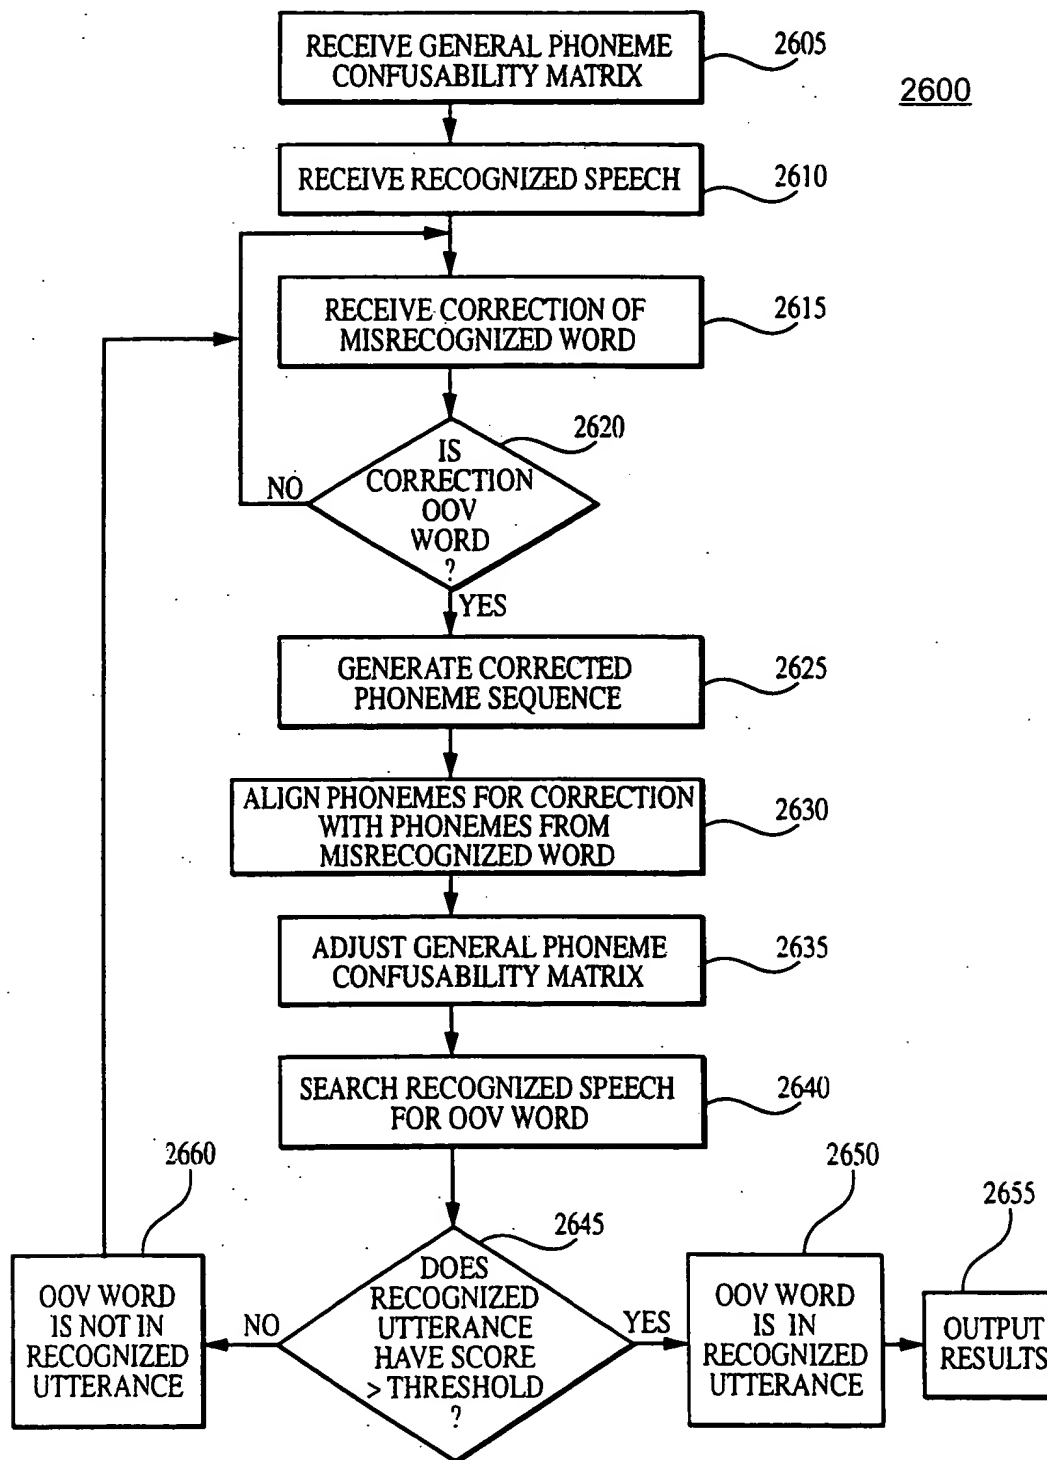 RECEIVE GENERAL PHONEME
CONFUSABILITY MATRIX
2605
2600
RECEIVE RECOGNIZED SPEECH
2610
RECEIVE CORRECTION OF
MISRECOGNIZED WORD
2615
IS
CORRECTION
OOV
WORD
?
2620
NO
YES
GENERATE CORRECTED
PHONEME SEQUENCE
2625
ALIGN PHONEMES FOR CORRECTION
WITH PHONEMES FROM
MISRECOGNIZED WORD
2630
ADJUST GENERAL PHONEME
CONFUSABILITY MATRIX
2635
SEARCH RECOGNIZED SPEECH
FOR OOV WORD
2640
DOES
RECOGNIZED
UTTERANCE
HAVE SCORE
> THRESHOLD
?
2645
NO
YES
2660
OOV WORD
IS NOT IN
RECOGNIZED
UTTERANCE
2650
OOV WORD
IS IN
RECOGNIZED
UTTERANCE
2655
OUTPUT
RESULTS